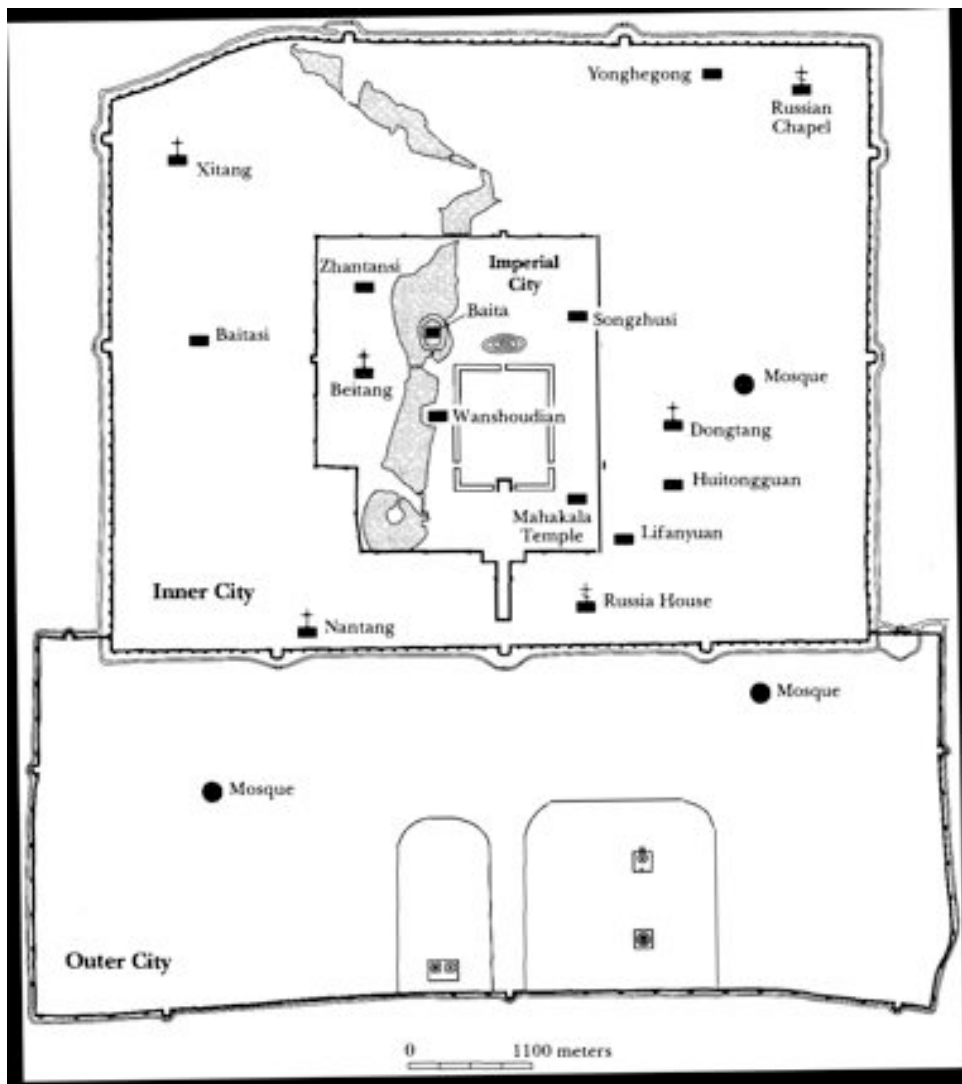 Yonghegong
Russian
Chapel
Xitang
Zhantansi
Imperial
City
Baita
Songzhusi
Baitasi
Beitang
Mosque
Wanshoudian
Dongtang
Huitongguan
Mahakala
Temple
Lifanyuan
Inner City
Russia House
Nantang
Mosque
Mosque
Outer City
0 1100 meters